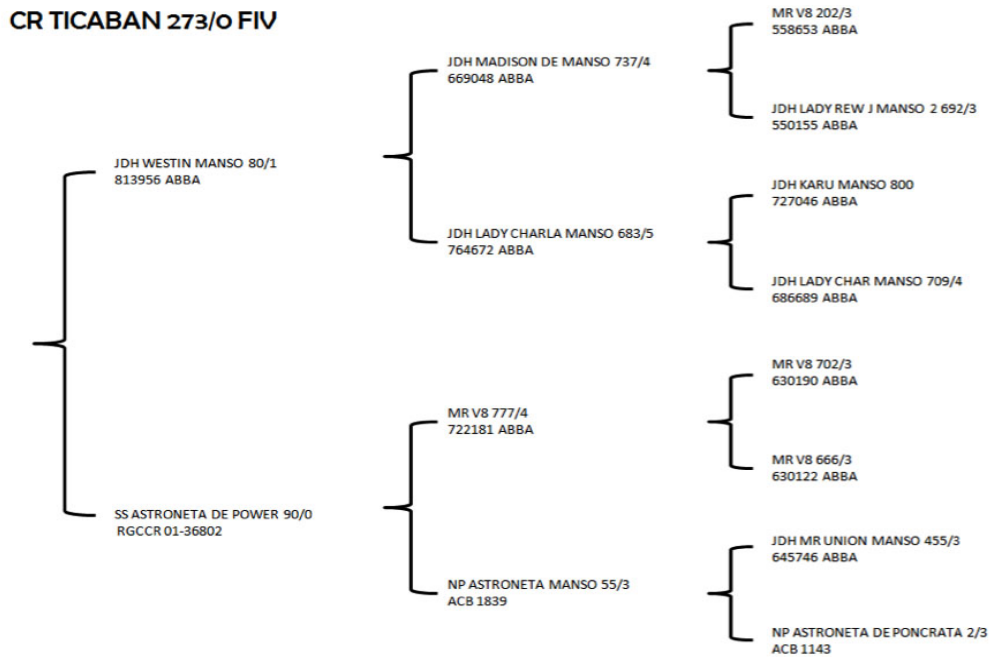 CR TICABAN 273/0 FIV
JDH WESTIN MANSO 80/1
813956 ABBA
SS ASTRONETA DE POWER 90/0
RGCCR 01-36802
JDH MADISON DE MANSO 737/4
669048 ABBA
JDH LADY CHARLA MANSO 683/5
764672 ABBA
MR V8 777/4
722181 ABBA
NP ASTRONETA MANSO 55/3
ACB 1839
MR V8 202/3
558653 ABBA
JDH LADY REW J MANSO 2 692/3
550155 ABBA
JDH KARU MANSO 800
727046 ABBA
JDH LADY CHAR MANSO 709/4
686689 ABBA
MR V8 702/3
630190 ABBA
MR V8 666/3
630122 ABBA
JDH MR UNION MANSO 455/3
645746 ABBA
NP ASTRONETA DE PONCRATA 2/3
ACB 1143